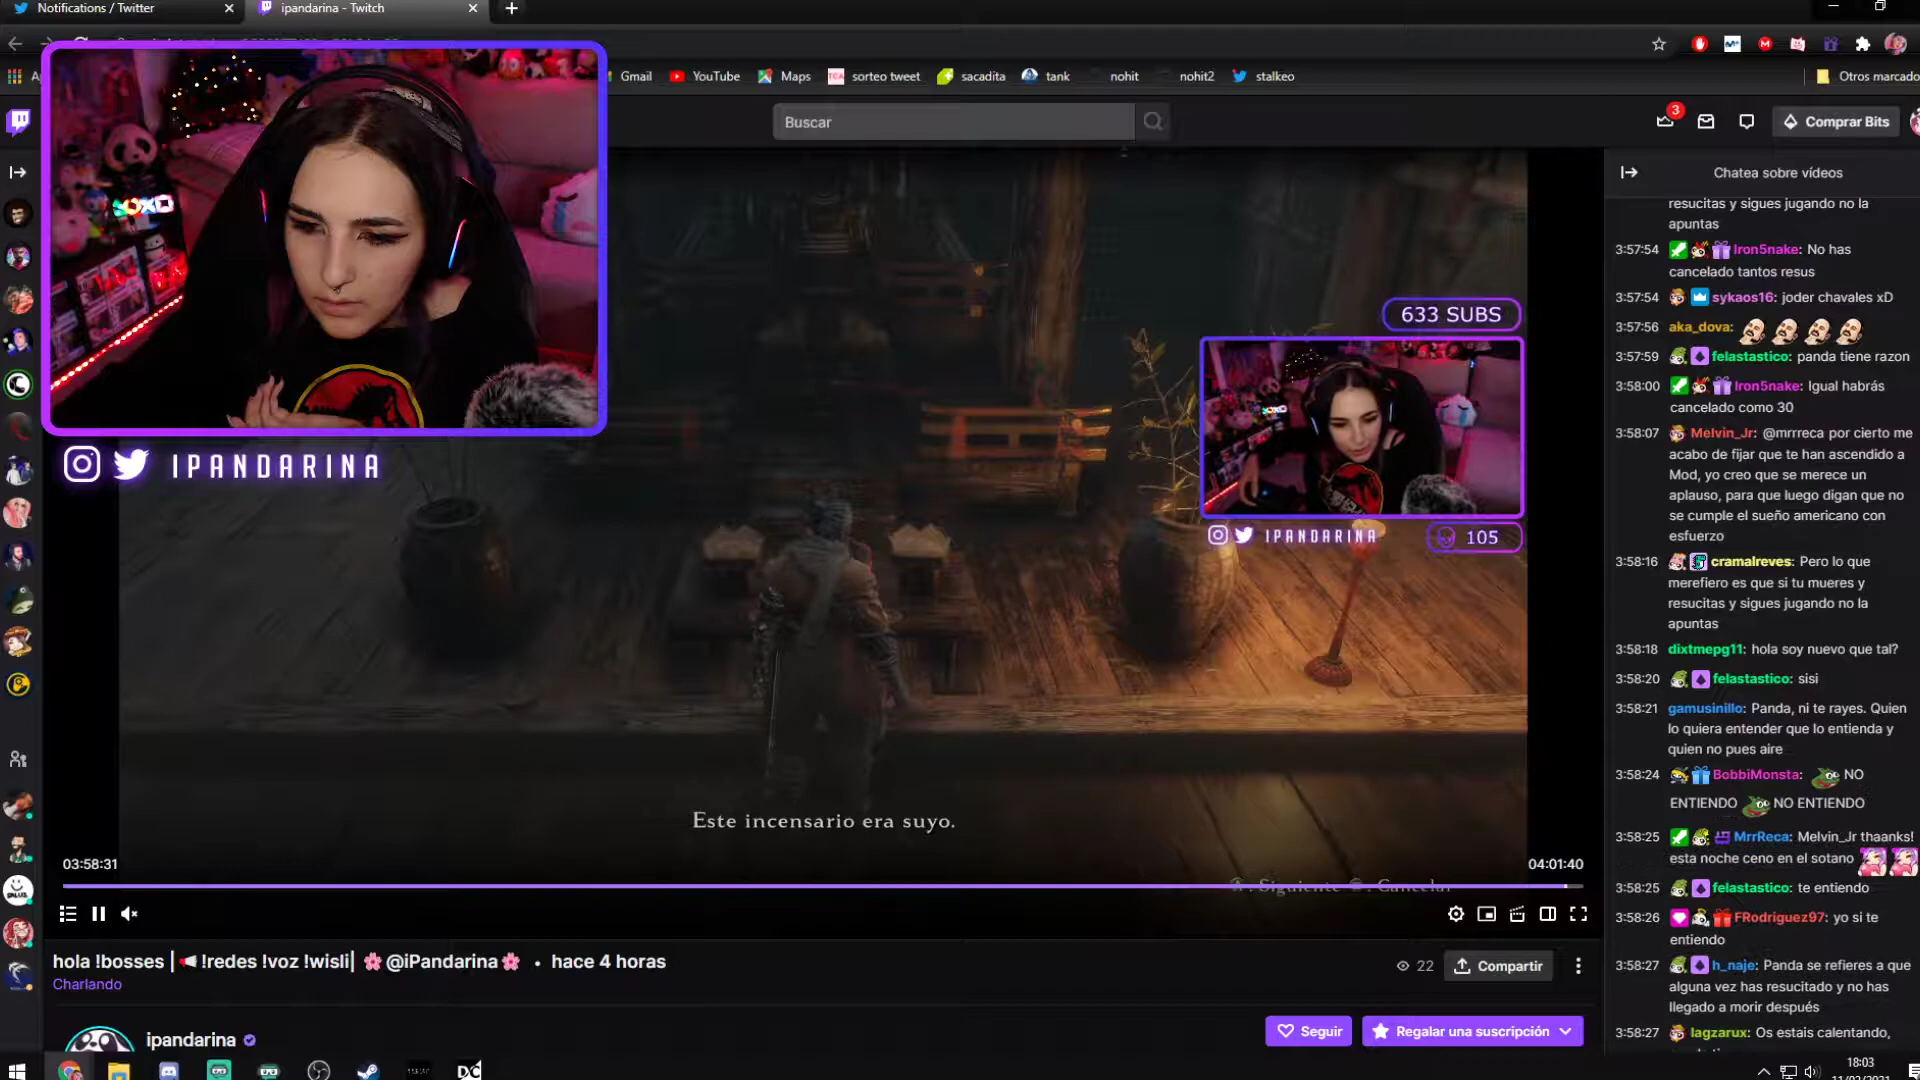 Notifications / Twitter
ipandarina - Twitch
Gmail
YouTube
Maps
sorteo tweet
sacadita
tank
nohit
nohit2
stalkeo
Otros marcado
Buscar
3
Comprar Bits
IPANDARINA
633 SUBS
IPANDARINA
105
Este incensario era suyo.
Siguiente
Cancelar
03:58:31
04:01:40
hola !bosses | !redes !voz !wisli| 🌸 @iPandarina🌸 • hace 4 horas
Charlando
22
Compartir
ipandarina
Seguir
Regalar una suscripción
Chatea sobre vídeos
resucitas y sigues jugando no la
apuntas
3:57:54 Iron5nake: No has
cancelado tantos resus
3:57:54 sykaos16: joder chavales xD
3:57:56 aka_dova:
3:57:59 felastastico: panda tiene razon
3:58:00 Iron5nake: Igual habrás
cancelado como 30
3:58:07 Melvin_Jr: @mrrreca por cierto me
acabo de fijar que te han ascendido a
Mod, yo creo que se merece un
aplauso, para que luego digan que no
se cumple el sueño americano con
esfuerzo
3:58:16 cramalreves: Pero lo que
merefiero es que si tu mueres y
resucitas y sigues jugando no la
apuntas
3:58:18 dixtmepg11: hola soy nuevo que tal?
3:58:20 felastastico: sisi
3:58:21 gamusinillo: Panda, ni te rayes. Quien
lo quiera entender que lo entienda y
quien no pues aire
3:58:24 BobbiMonsta: NO
ENTIENDO NO ENTIENDO
3:58:25 MrrReca: Melvin_Jr thaanks!
esta noche ceno en el sotano
3:58:25 felastastico: te entiendo
3:58:26 FRodriguez97: yo si te
entiendo
3:58:27 h_naje: Panda se refieres a que
alguna vez has resucitado y no has
llegado a morir después
3:58:27 lagzarux: Os estais calentando,
DC
18:03
11/02/2021